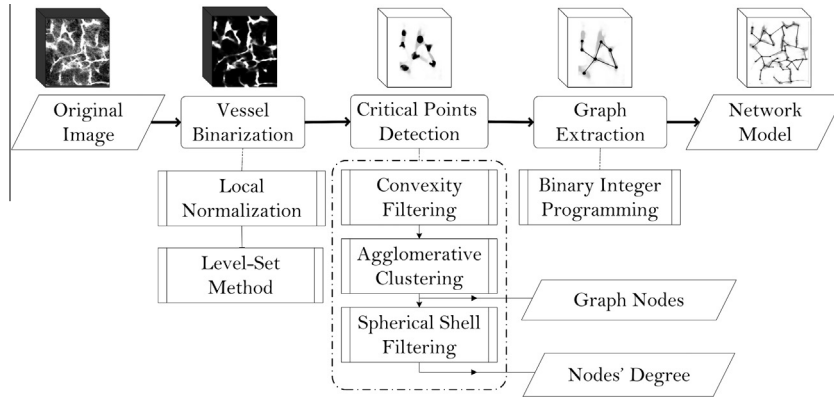 Original
Image
Vessel
Binarization
Critical Points
Detection
Graph
Extraction
Network
Model
Local
Normalization
Level-Set
Method
Convexity
Filtering
Agglomerative
Clustering
Spherical Shell
Filtering
Binary Integer
Programming
Graph Nodes
Nodes' Degree